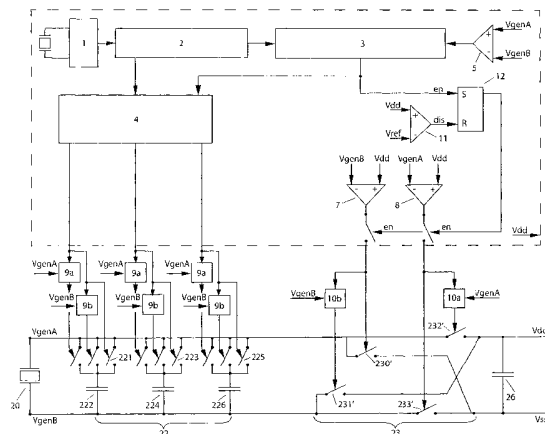 VgenA
1
2
3
VgenB
5
12
4
en
S
Vdd
dis
R
Vref
11
VgenB Vdd VgenA Vdd
7
8
en
en
Vdd
VgenA 9a VgenA 9a 9a
VgenB 9b VgenB 9b 9b
VgenB 10b 10a VgenA
VgenA
232'
Vdd
221 223 225
230'
20
222 224 226
231'
233'
26
VgenB
22
23
Vss